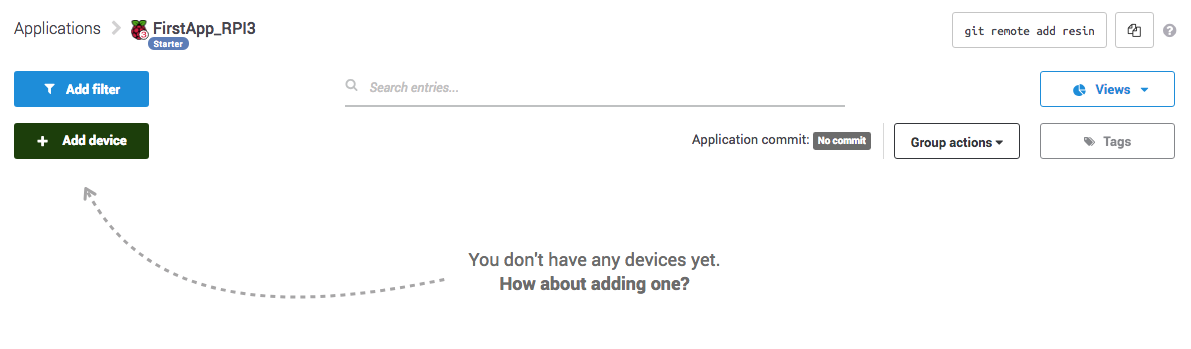 Applications FirstApp_RPI3 git remote add resin
Starter
Add filter Search entries... Views
Add device Application commit: No commit Group actions Tags
You don't have any devices yet.
How about adding one?